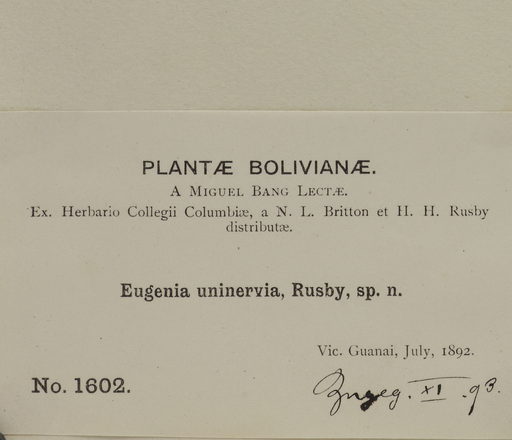 PLANTÆ BOLIVIANÆ.
A Miguel Bang Lectæ.
Ex. Herbario Collegii Columbiæ, a N. L. Britton et H. H. Rusby
distributæ.
Eugenia uninervia, Rusby, sp. n.
Vic. Guanai, July, 1892.
No. 1602.
XI. 93.